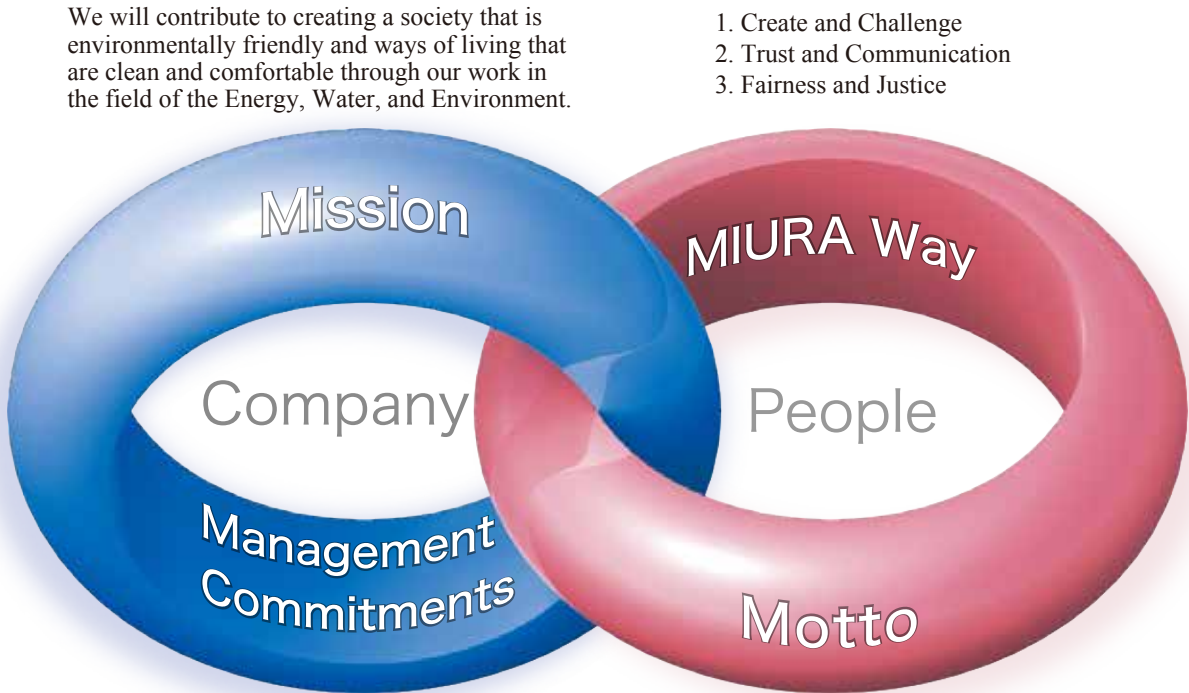 We will contribute to creating a society that is
environmentally friendly and ways of living that
are clean and comfortable through our work in
the field of the Energy, Water, and Environment.
1. Create and Challenge
2. Trust and Communication
3. Fairness and Justice
Mission
MIURA Way
Company
People
Management
Commitments
Motto